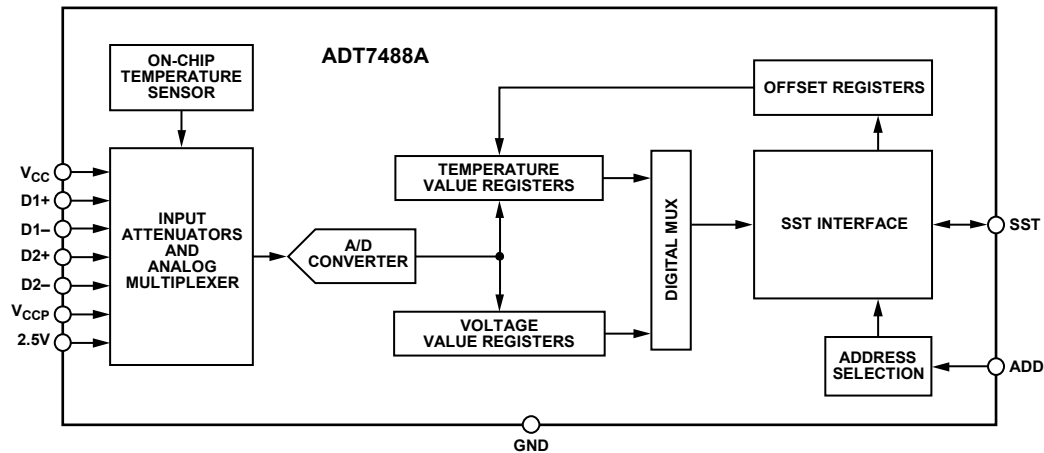 ADT7488A
ON-CHIP
TEMPERATURE
SENSOR
OFFSET REGISTERS
VCC
D1+
D1–
D2+
D2–
VCCP
2.5V
INPUT
ATTENUATORS
AND
ANALOG
MULTIPLEXER
A/D
CONVERTER
TEMPERATURE
VALUE REGISTERS
VOLTAGE
VALUE REGISTERS
DIGITAL MUX
SST INTERFACE
SST
ADDRESS
SELECTION
ADD
GND